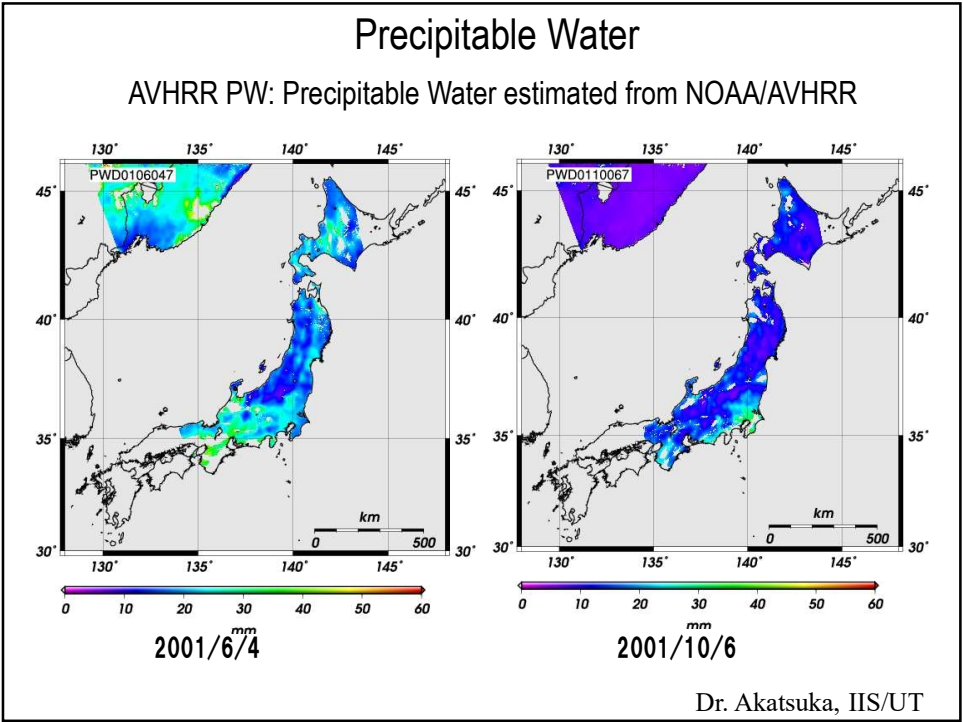 Precipitable Water
AVHRR PW: Precipitable Water estimated from NOAA/AVHRR
130˚ 135˚ 140˚ 145˚
PWD0106047
45˚ 45˚
40˚ 40˚
35˚ 35˚
km
0 500
30˚ 30˚
130˚ 135˚ 140˚ 145˚
0 10 20 30 40 50 60
mm
2001/6/4
130˚ 135˚ 140˚ 145˚
PWD0110067
45˚ 45˚
40˚ 40˚
35˚ 35˚
km
0 500
30˚ 30˚
130˚ 135˚ 140˚ 145˚
0 10 20 30 40 50 60
mm
2001/10/6
Dr. Akatsuka, IIS/UT